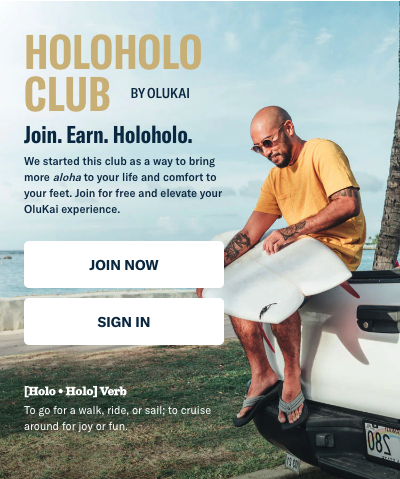 HOLOHOLO
CLUB BY OLUKAI
Join. Earn. Holoholo.
We started this club as a way to bring
more aloha to your life and comfort to
your feet. Join for free and elevate your
OluKai experience.
JOIN NOW
SIGN IN
[Holo • Holo] Verb
To go for a walk, ride, or sail; to cruise
around for joy or fun.